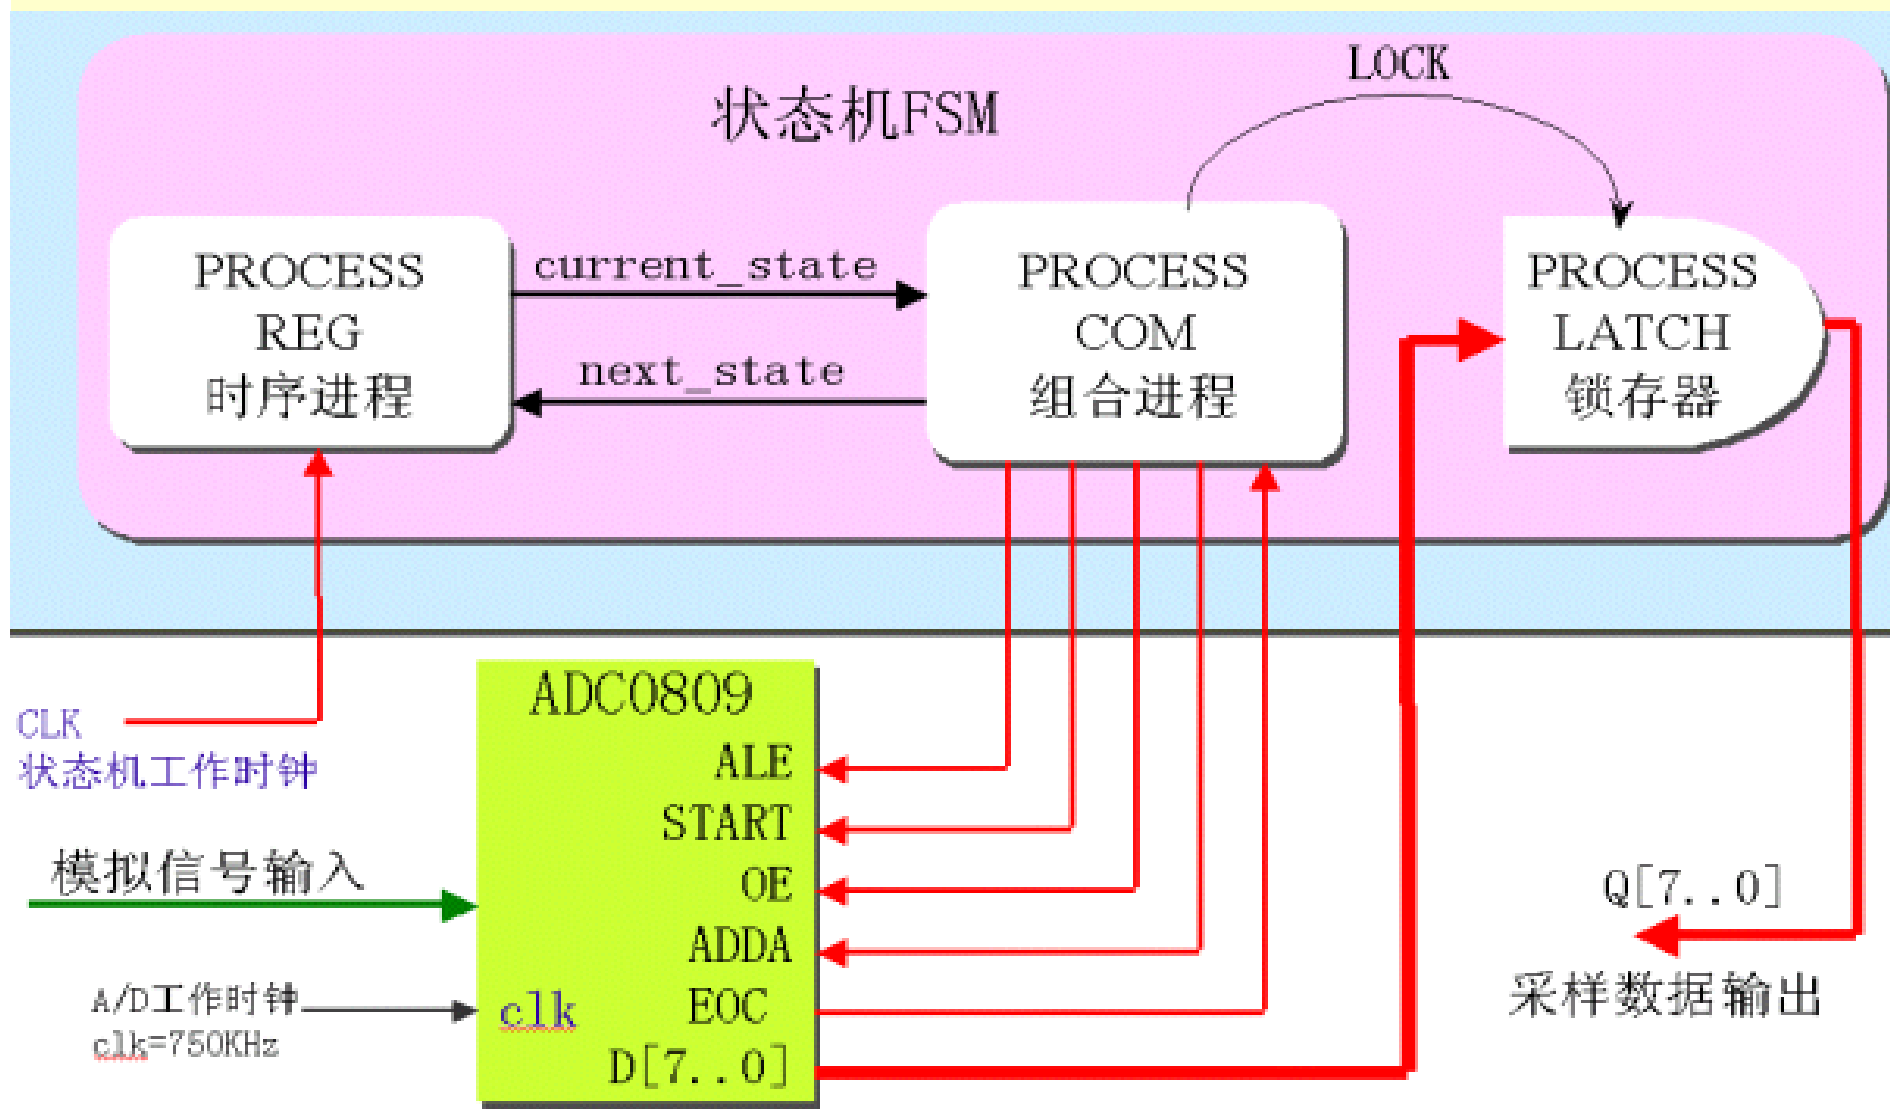 LOCK
状态机FSM
PROCESS
REG
时序进程
current_state
next_state
PROCESS
COM
组合进程
PROCESS
LATCH
锁存器
CLK
状态机工作时钟
模拟信号输入
A/D工作时钟
clk=750KHz
ADC0809
ALE
START
OE
ADDA
clk
EOC
D[7..0]
Q[7..0]
采样数据输出